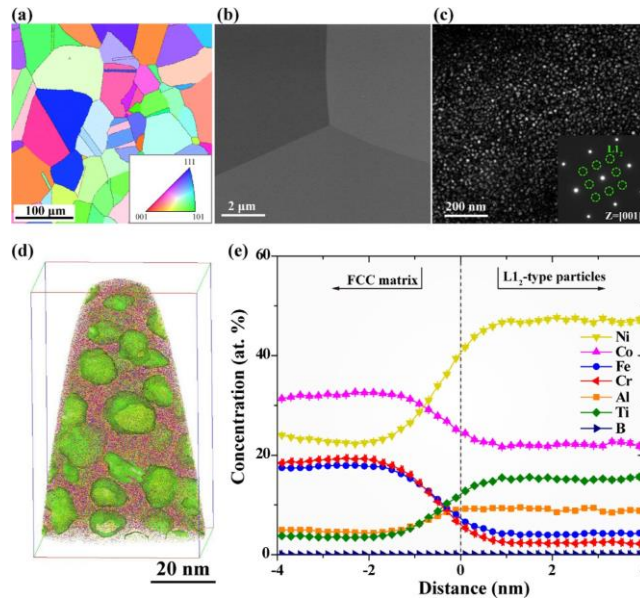 (a)
111
001
101
100 μm
(b)
2 μm
(c)
L1₂
Z=[001]
200 nm
(d)
20 nm
(e)
Concentration (at. %)
60
40
20
0
FCC matrix
L1₂-type particles
Ni
Co
Fe
Cr
Al
Ti
B
-4
-2
0
2
4
Distance (nm)